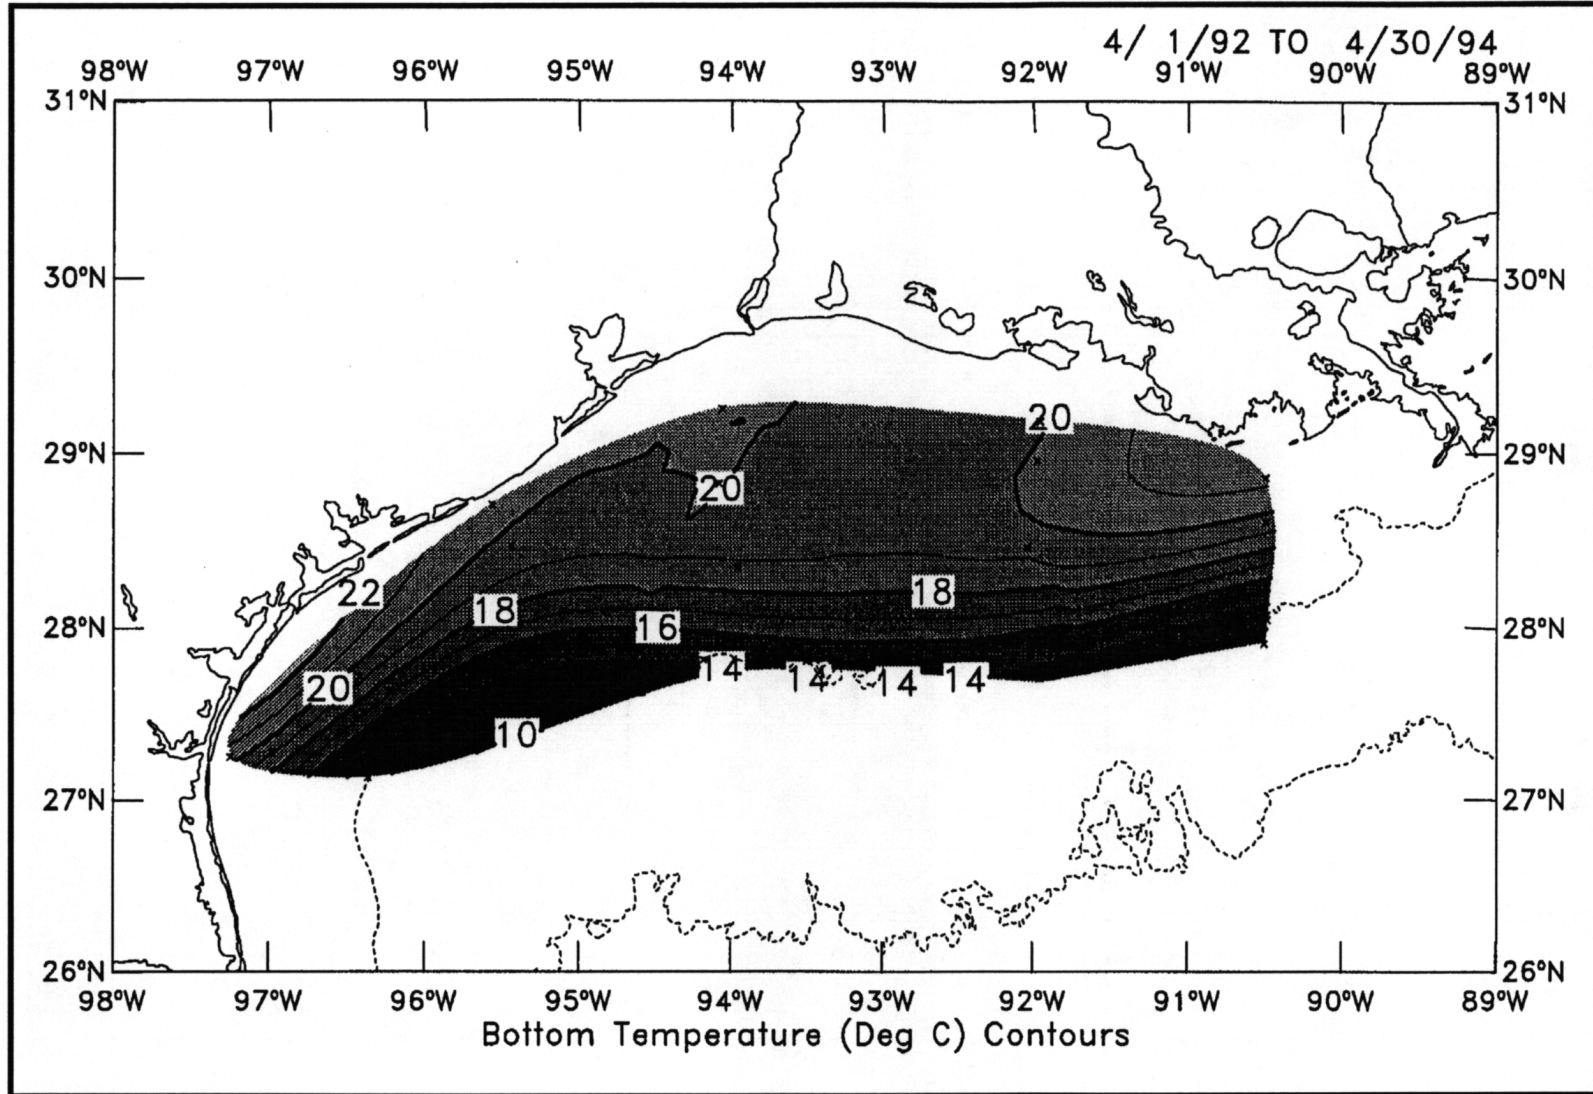 4/ 1/92 TO 4/30/94
98°W 97°W 96°W 95°W 94°W 93°W 92°W 91°W 90°W 89°W
31°N 31°N
30°N 30°N
20
29°N 29°N
20
22 18 18
28°N 16 28°N
20 14 14 14 14
10
27°N 27°N
26°N 26°N
98°W 97°W 96°W 95°W 94°W 93°W 92°W 91°W 90°W 89°W
Bottom Temperature (Deg C) Contours